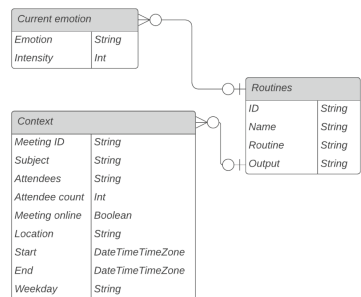 Current emotion
Emotion String
Intensity Int
Routines
ID String
Name String
Routine String
Output String
Context
Meeting ID String
Subject String
Attendees String
Attendee count Int
Meeting online Boolean
Location String
Start DateTimeTimeZone
End DateTimeTimeZone
Weekday String